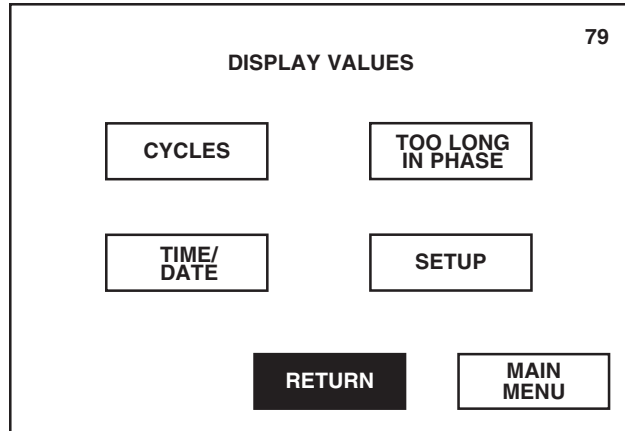 79
DISPLAY VALUES
CYCLES
TOO LONG
IN PHASE
TIME/
DATE
SETUP
RETURN
MAIN
MENU